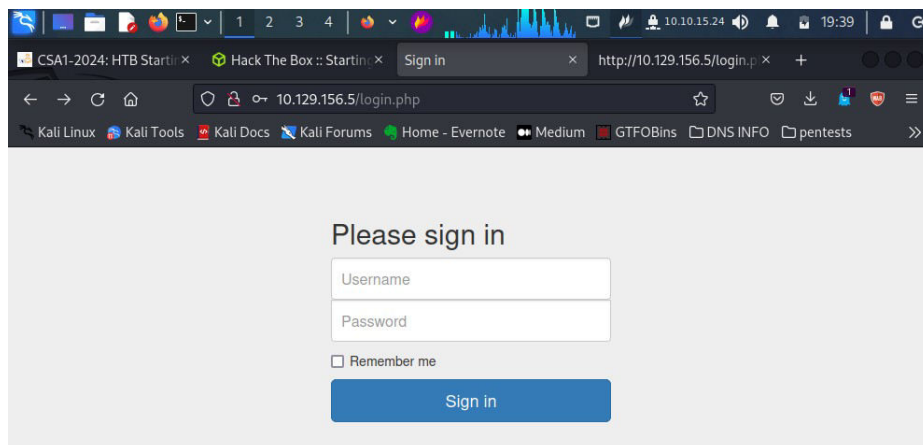 1 2 3 4 10.10.15.24 19:39 G
CSA1-2024: HTB Startin Hack The Box :: Starting Sign in http://10.129.156.5/login.p
10.129.156.5/login.php 1
Kali Linux Kali Tools Kali Docs Kali Forums Home - Evernote Medium GTFOBins DNS INFO pentests
Please sign in
Username
Password
Remember me
Sign in